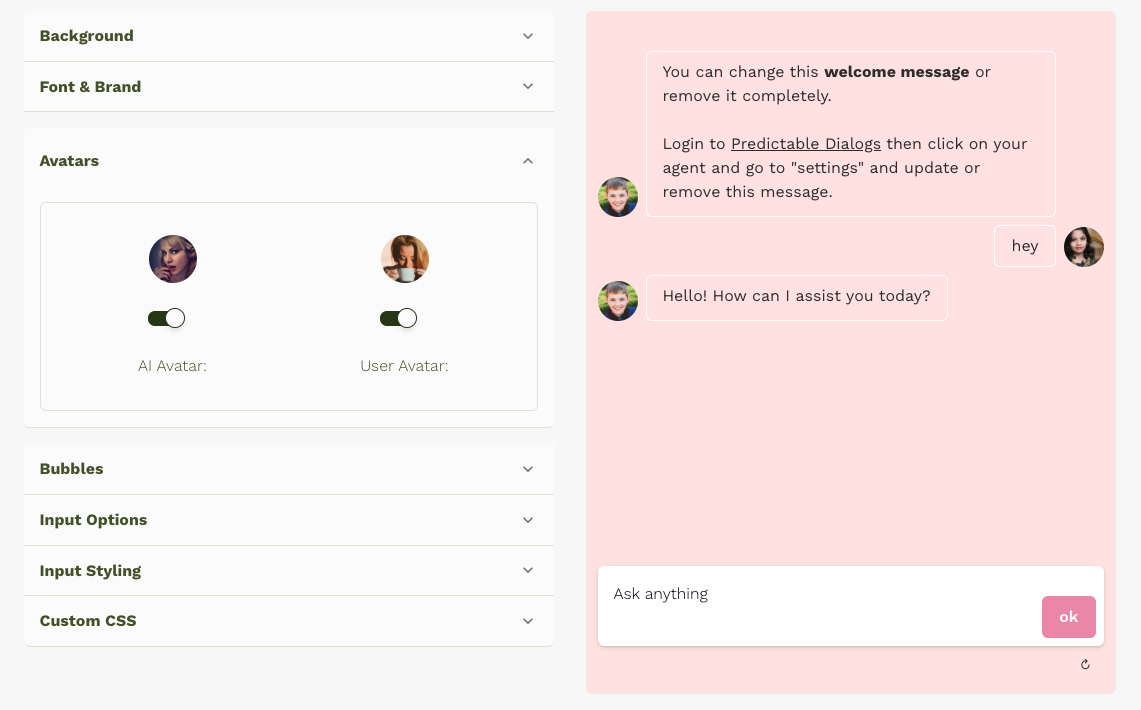 Background
Font & Brand
Avatars
AI Avatar:
User Avatar:
Bubbles
Input Options
Input Styling
Custom CSS
You can change this welcome message or
remove it completely.
Login to Predictable Dialogs then click on your
agent and go to "settings" and update or
remove this message.
hey
Hello! How can I assist you today?
Ask anything
ok